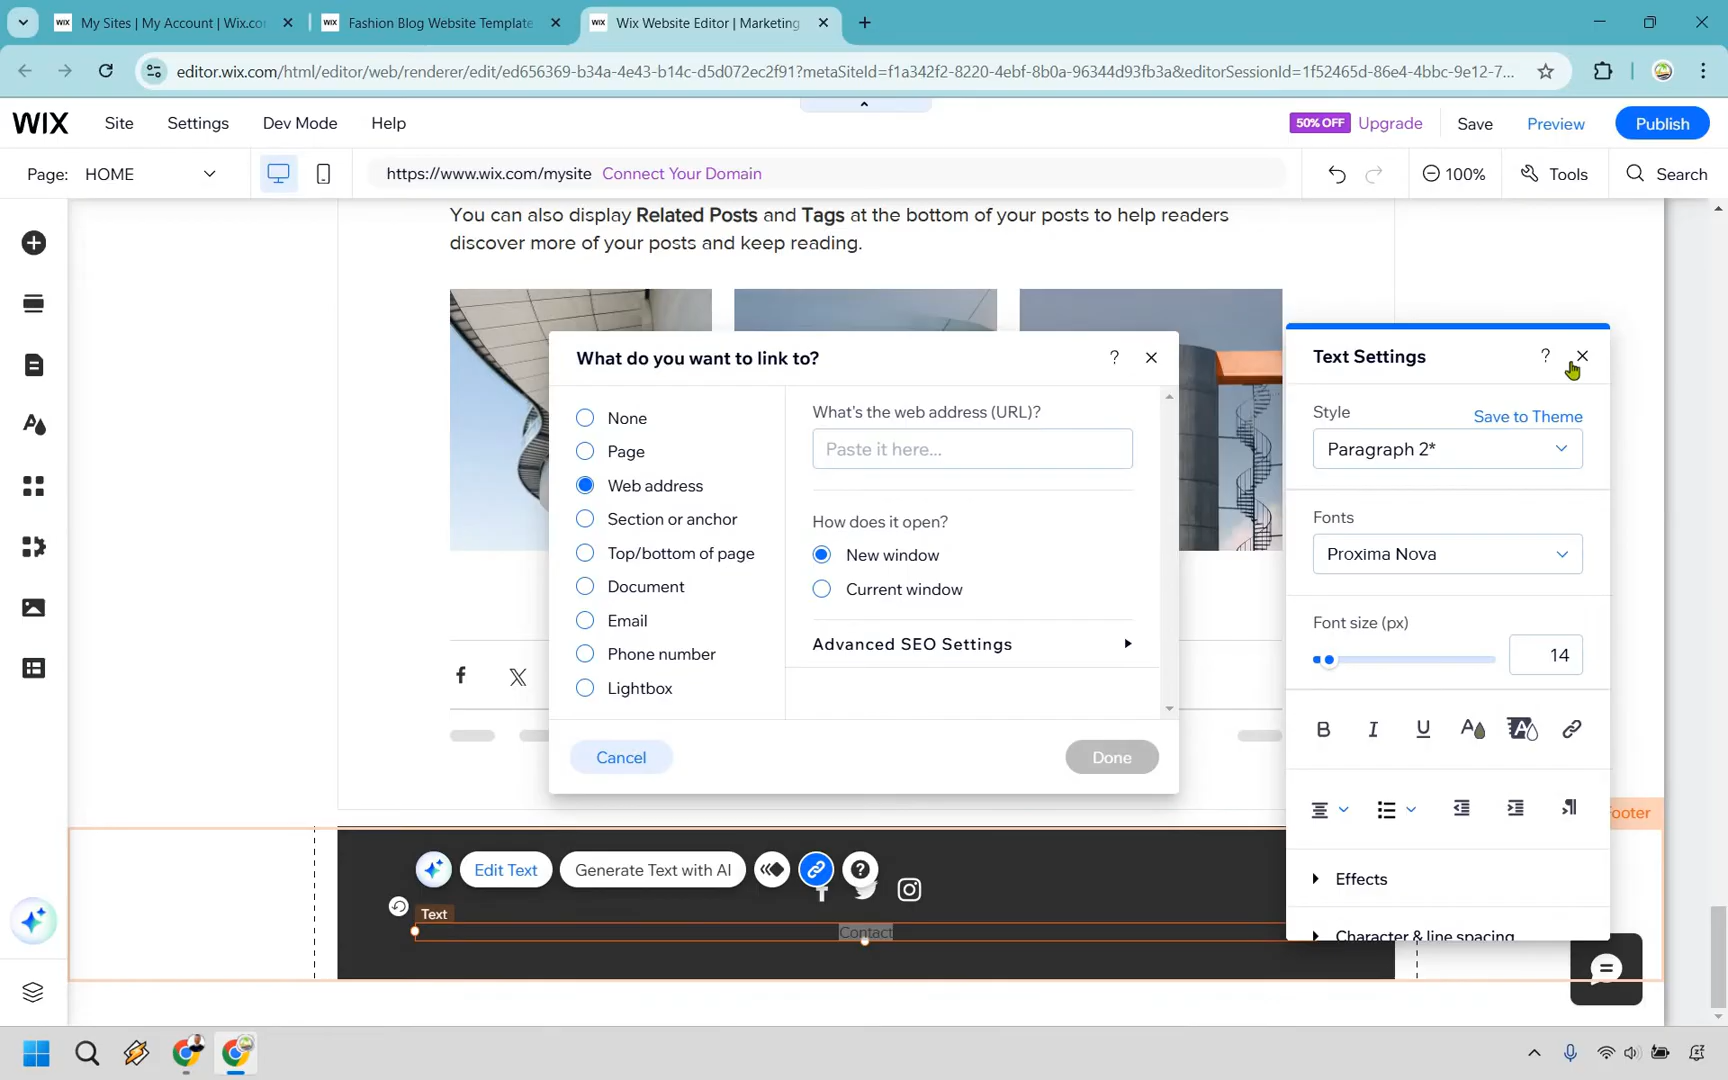 WIX My Sites | My Account | Wix.co
WIX Fashion Blog Website Template
WIX Wix Website Editor | Marketing
editor.wix.com/html/editor/web/renderer/edit/ed656369-b34a-4e43-b14c-d5d072ec2f91?metaSiteId=f1a342f2-8220-4ebf-8b0a-96344d93fb3a&editorSessionId=1f52465d-86e4-4bbc-9e12-7...
WIX Site Settings Dev Mode Help 50% OFF Upgrade Save Preview Publish
Page: HOME https://www.wix.com/mysite Connect Your Domain 100% Tools Search
You can also display Related Posts and Tags at the bottom of your posts to help readers
discover more of your posts and keep reading.
What do you want to link to? ?
None
Page
Web address
Section or anchor
Top/bottom of page
Document
Email
Phone number
Lightbox
What's the web address (URL)?
Paste it here...
How does it open?
New window
Current window
Advanced SEO Settings
Cancel Done
Text Settings ?
Style Save to Theme
Paragraph 2*
Fonts
Proxima Nova
Font size (px)
14
B I U A A
Effects
Character & line spacing
Footer
Edit Text Generate Text with AI ?
Text
Contact